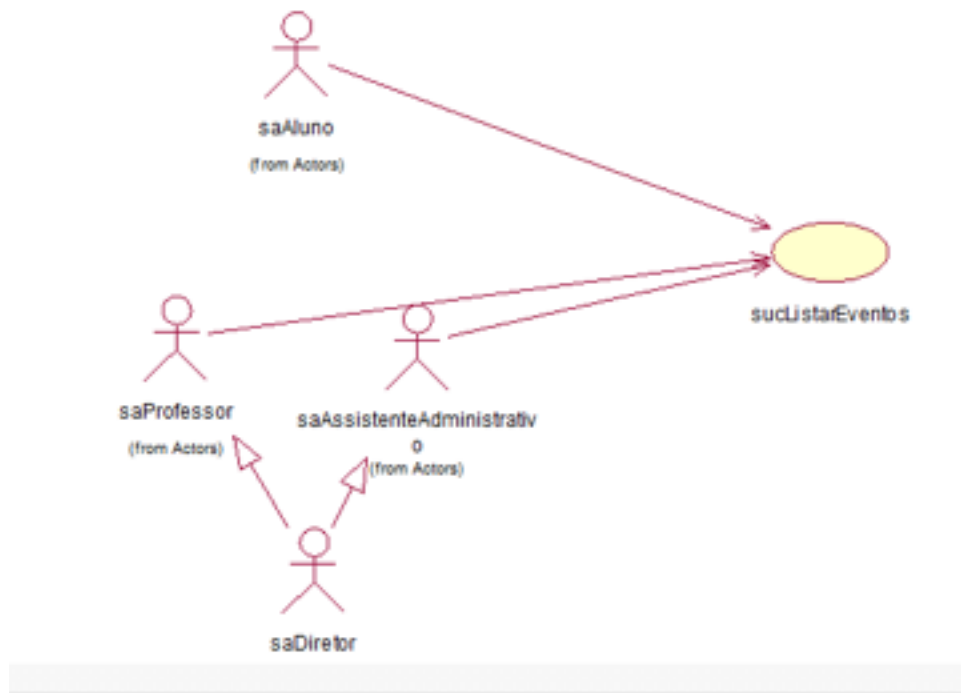 saAluno
(from Actors)
sucListarEventos
saProfessor
(from Actors)
saAssistenteAdministrativ
o
(from Actors)
saDiretor